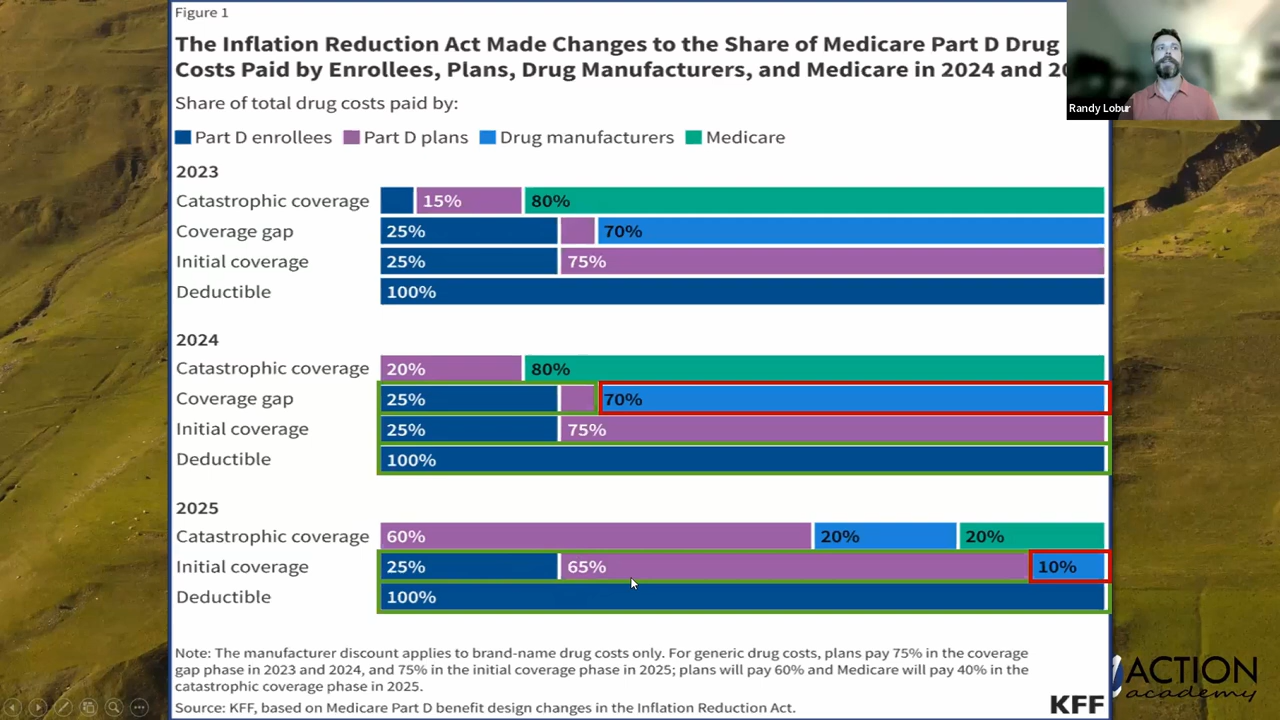 Figure 1
The Inflation Reduction Act Made Changes to the Share of Medicare Part D Drug
Costs Paid by Enrollees, Plans, Drug Manufacturers, and Medicare in 2024 and
Randy Lobur
Share of total drug costs paid by:
Part D enrollees Part D plans Drug manufacturers Medicare
2023
Catastrophic coverage 15% 80%
Coverage gap 25% 70%
Initial coverage 25% 75%
Deductible 100%
2024
Catastrophic coverage 20% 80%
Coverage gap 25% 70%
Initial coverage 25% 75%
Deductible 100%
2025
Catastrophic coverage 60% 20% 20%
Initial coverage 25% 65% 10%
Deductible 100%
Note: The manufacturer discount applies to brand-name drug costs only. For generic drug costs, plans pay 75% in the coverage
gap phase in 2023 and 2024, and 75% in the initial coverage phase in 2025; plans will pay 60% and Medicare will pay 40% in the
catastrophic coverage phase in 2025.
Source: KFF, based on Medicare Part D benefit design changes in the Inflation Reduction Act.
KFF
ACTION
academy